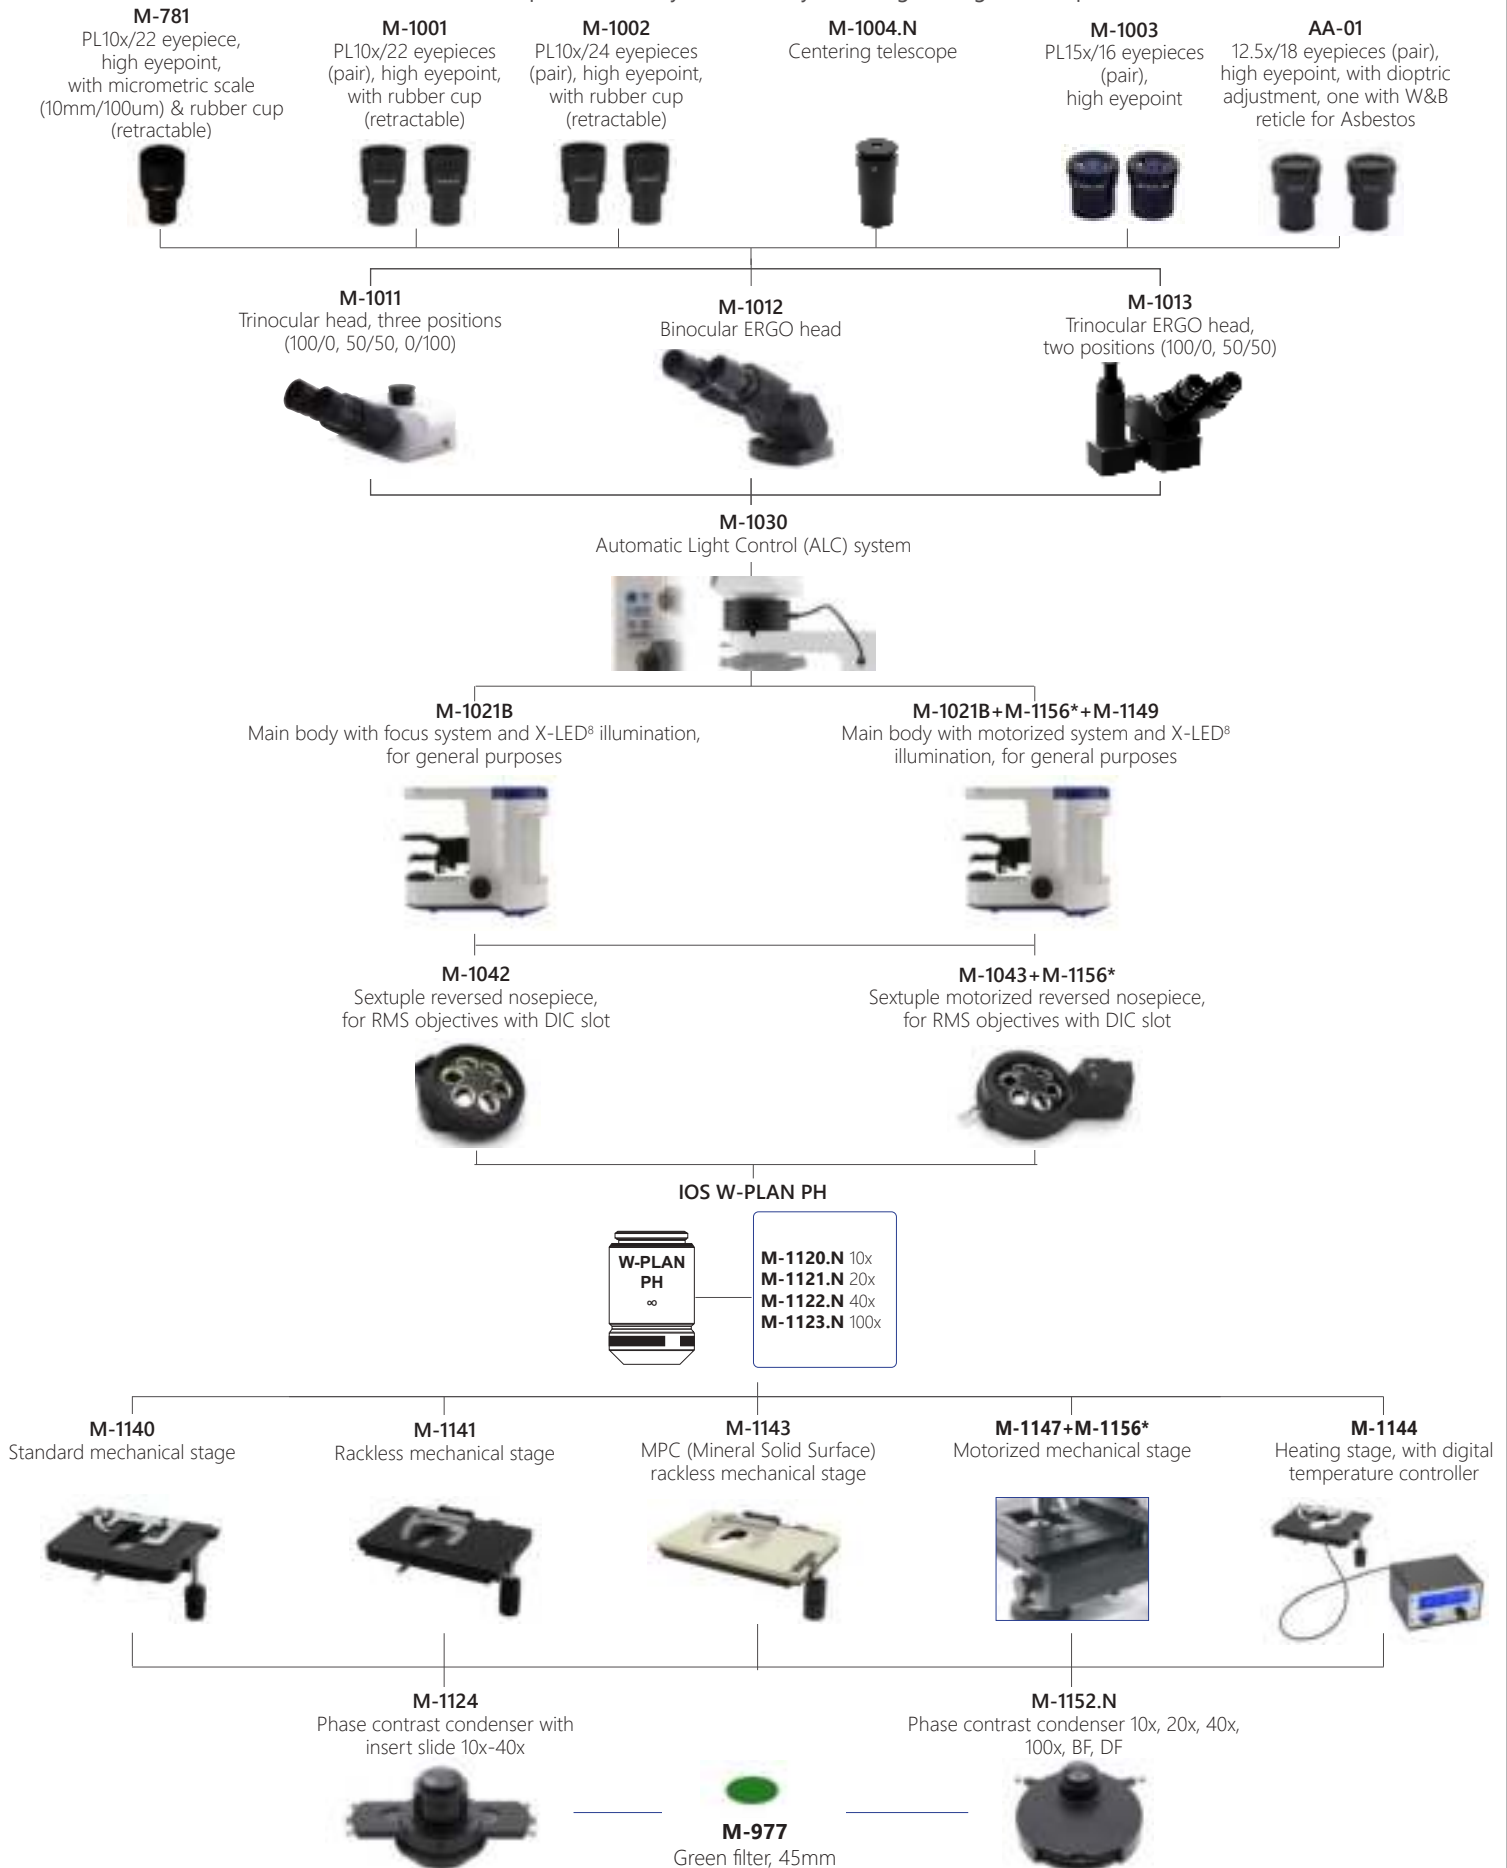 M-781
PL10x/22 eyepiece,
high eyepoint,
with micrometric scale
(10mm/100um) & rubber cup
(retractable)
M-1001
PL10x/22 eyepieces
(pair), high eyepoint,
with rubber cup
(retractable)
M-1002
PL10x/24 eyepieces
(pair), high eyepoint,
with rubber cup
(retractable)
M-1004.N
Centering telescope
M-1003
PL15x/16 eyepieces
(pair),
high eyepoint
AA-01
12.5x/18 eyepieces (pair),
high eyepoint, with dioptric
adjustment, one with W&B
reticle for Asbestos
M-1011
Trinocular head, three positions
(100/0, 50/50, 0/100)
M-1012
Binocular ERGO head
M-1013
Trinocular ERGO head,
two positions (100/0, 50/50)
M-1030
Automatic Light Control (ALC) system
M-1021B
Main body with focus system and X-LED⁸ illumination,
for general purposes
M-1021B+M-1156*+M-1149
Main body with motorized system and X-LED⁸
illumination, for general purposes
M-1042
Sextuple reversed nosepiece,
for RMS objectives with DIC slot
M-1043+M-1156*
Sextuple motorized reversed nosepiece,
for RMS objectives with DIC slot
IOS W-PLAN PH
W-PLAN
PH
∞
M-1120.N 10x
M-1121.N 20x
M-1122.N 40x
M-1123.N 100x
M-1140
Standard mechanical stage
M-1141
Rackless mechanical stage
M-1143
MPC (Mineral Solid Surface)
rackless mechanical stage
M-1147+M-1156*
Motorized mechanical stage
M-1144
Heating stage, with digital
temperature controller
M-1124
Phase contrast condenser with
insert slide 10x-40x
M-1152.N
Phase contrast condenser 10x, 20x, 40x,
100x, BF, DF
M-977
Green filter, 45mm